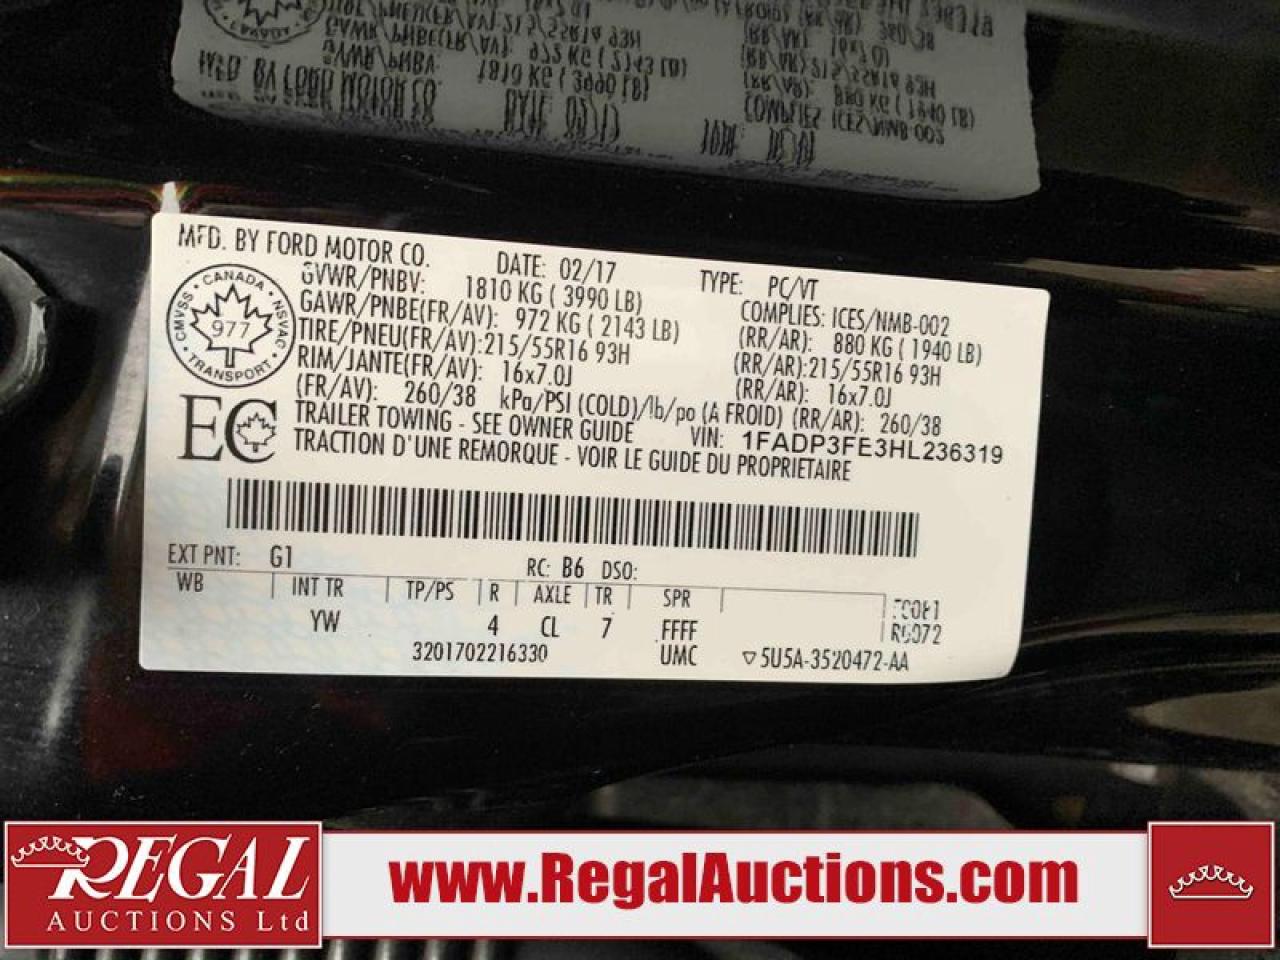 MFD. BY FORD MOTOR CO. DATE: 02/17 TYPE: PC/VT
GVWR/PNBV: 1810 KG ( 3990 LB) COMPLIES: ICES/NMB-002
GAWR/PNBE(FR/AV): 972 KG ( 2143 LB) (RR/AR): 880 KG ( 1940 LB)
TIRE/PNEU(FR/AV):215/55R16 93H (RR/AR):215/55R16 93H
RIM/JANTE(FR/AV): 16x7.0J (RR/AR): 16x7.0J
(FR/AV): 260/38 kPa/PSI (COLD)/lb/po (A FROID) (RR/AR): 260/38
TRAILER TOWING - SEE OWNER GUIDE VIN: 1FADP3FE3HL236319
TRACTION D'UNE REMORQUE - VOIR LE GUIDE DU PROPRIETAIRE
CANADA • NSVAC • TRANSPORT • CMVSS •
977
EC
EXT PNT: G1 RC: B6 DSO:
WB INT TR TP/PS R AXLE TR SPR
YW 4 CL 7 FFFF
3201702216330 UMC ▽5U5A-3520472-AA
REGAL
AUCTIONS Ltd
www.RegalAuctions.com